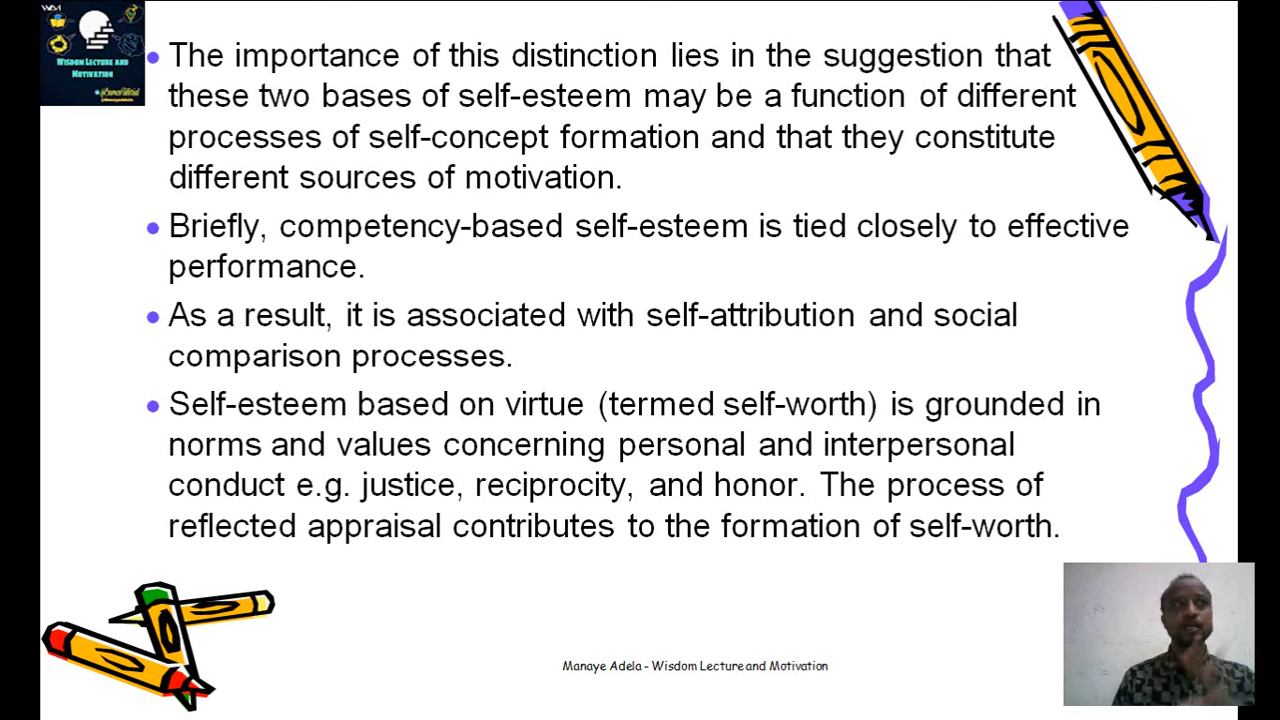 WLM
WISDOM LECTURE AND
MOTIVATION
The importance of this distinction lies in the suggestion that
these two bases of self-esteem may be a function of different
processes of self-concept formation and that they constitute
different sources of motivation.
Briefly, competency-based self-esteem is tied closely to effective
performance.
As a result, it is associated with self-attribution and social
comparison processes.
Self-esteem based on virtue (termed self-worth) is grounded in
norms and values concerning personal and interpersonal
conduct e.g. justice, reciprocity, and honor. The process of
reflected appraisal contributes to the formation of self-worth.
Manaye Adela - Wisdom Lecture and Motivation